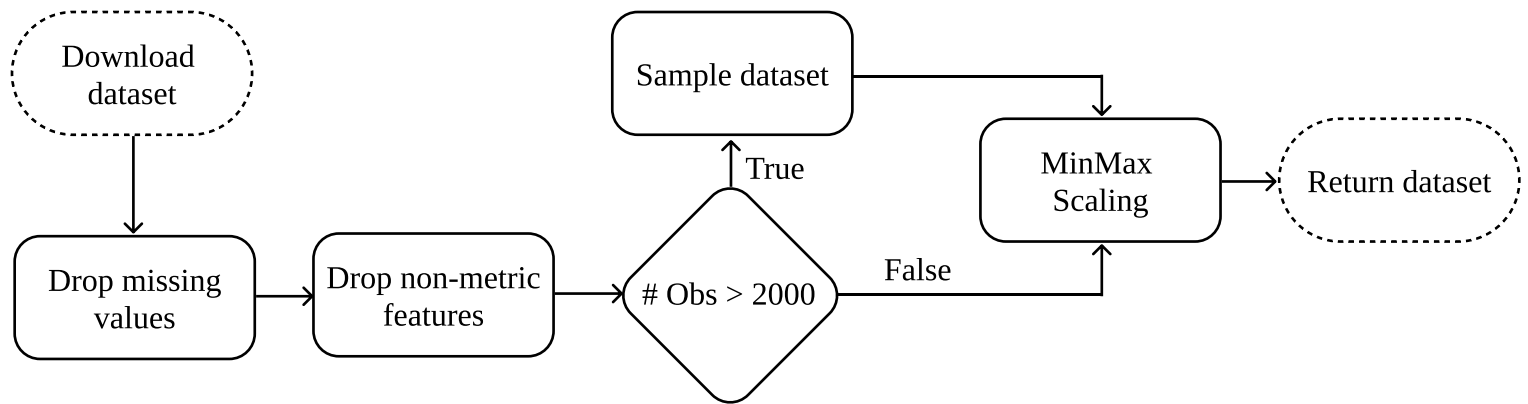 Download
dataset
Drop missing
values
Drop non-metric
features
# Obs > 2000
True
Sample dataset
False
MinMax
Scaling
Return dataset